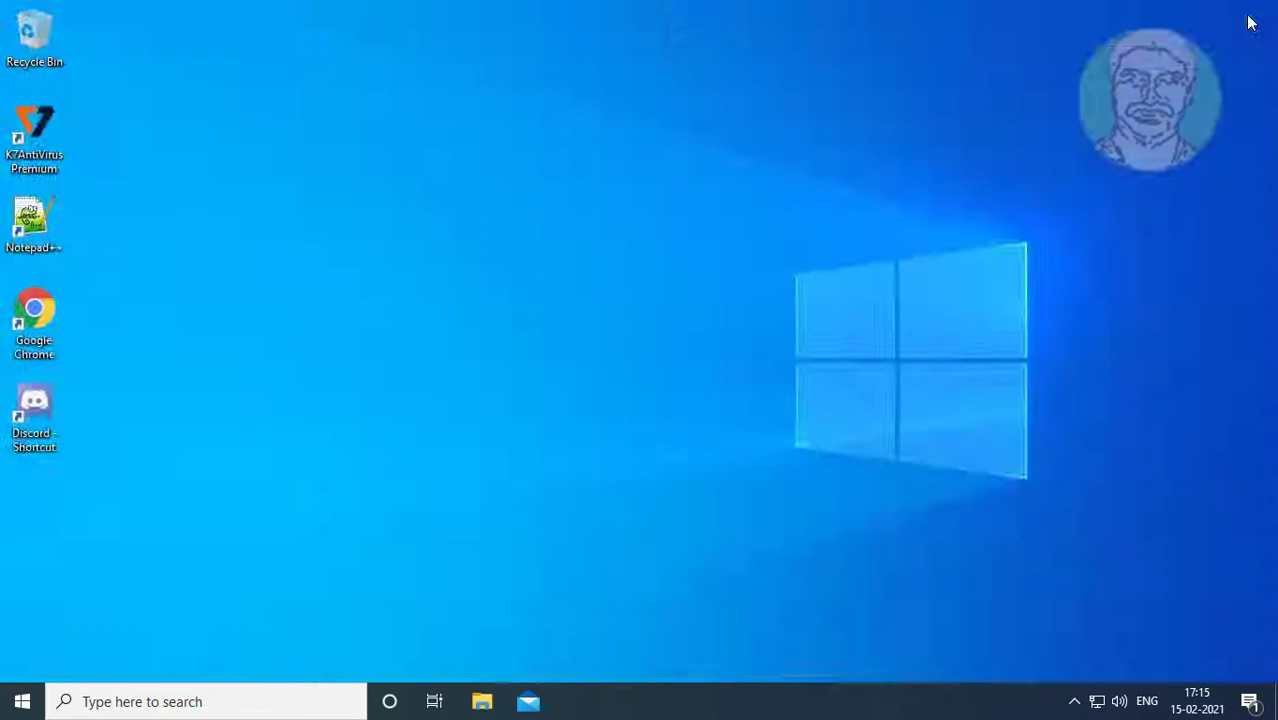 Recycle Bin
K7AntiVirus
Premium
Notepad++
Google
Chrome
Discord -
Shortcut
Type here to search
ENG
17:15
15-02-2021
1